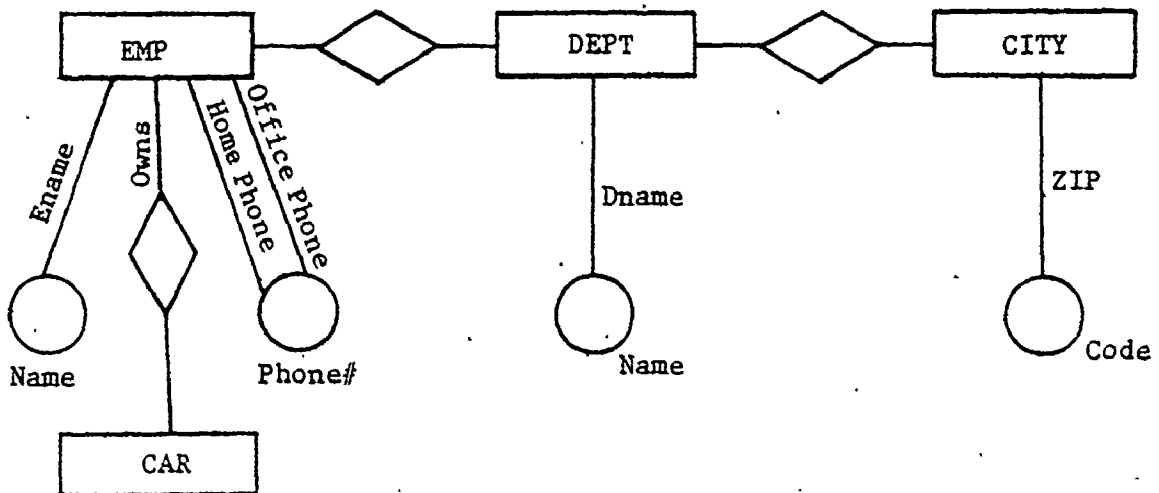 EMP
DEPT
CITY
Ename
Owns
Home Phone
Office Phone
Dname
ZIP
Name
Phone#
Name
Code
CAR